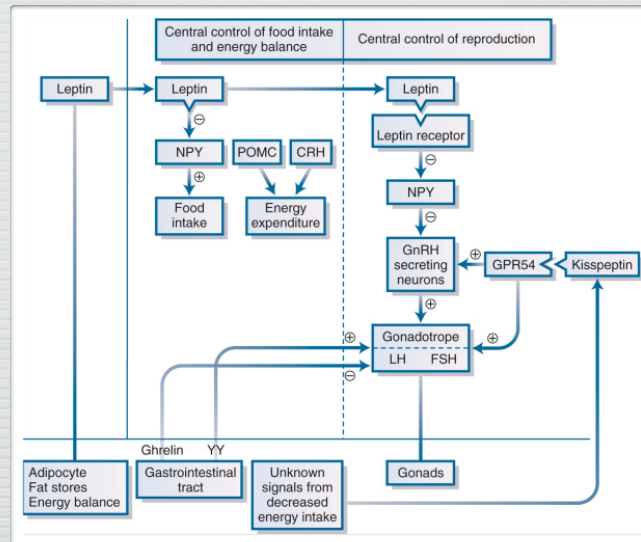 Central control of food intake
and energy balance
Central control of reproduction
Leptin
Leptin
Leptin
Leptin receptor
⊖
⊖
NPY
POMC
CRH
NPY
⊕
⊖
Food
intake
Energy
expenditure
GnRH
secreting
neurons
⊕
GPR54
Kisspeptin
⊕
⊕
Gonadotrope
LH FSH
⊕
⊖
Ghrelin YY
Adipocyte
Fat stores
Energy balance
Gastrointestinal
tract
Unknown
signals from
decreased
energy intake
Gonads